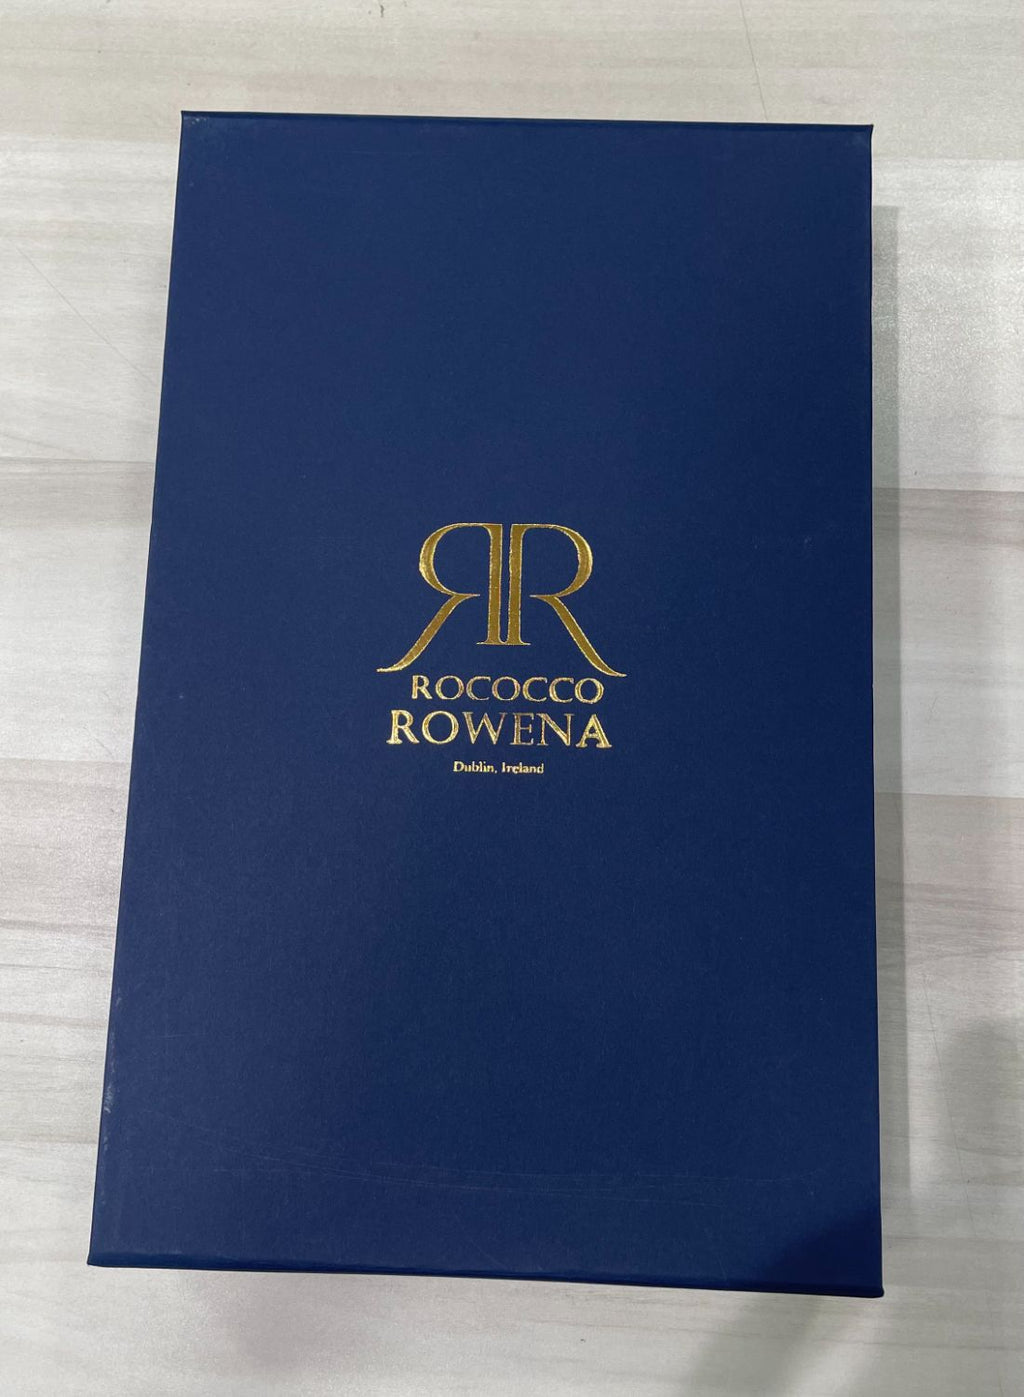 RR
ROCOCCO
ROWENA
Dublin, Ireland